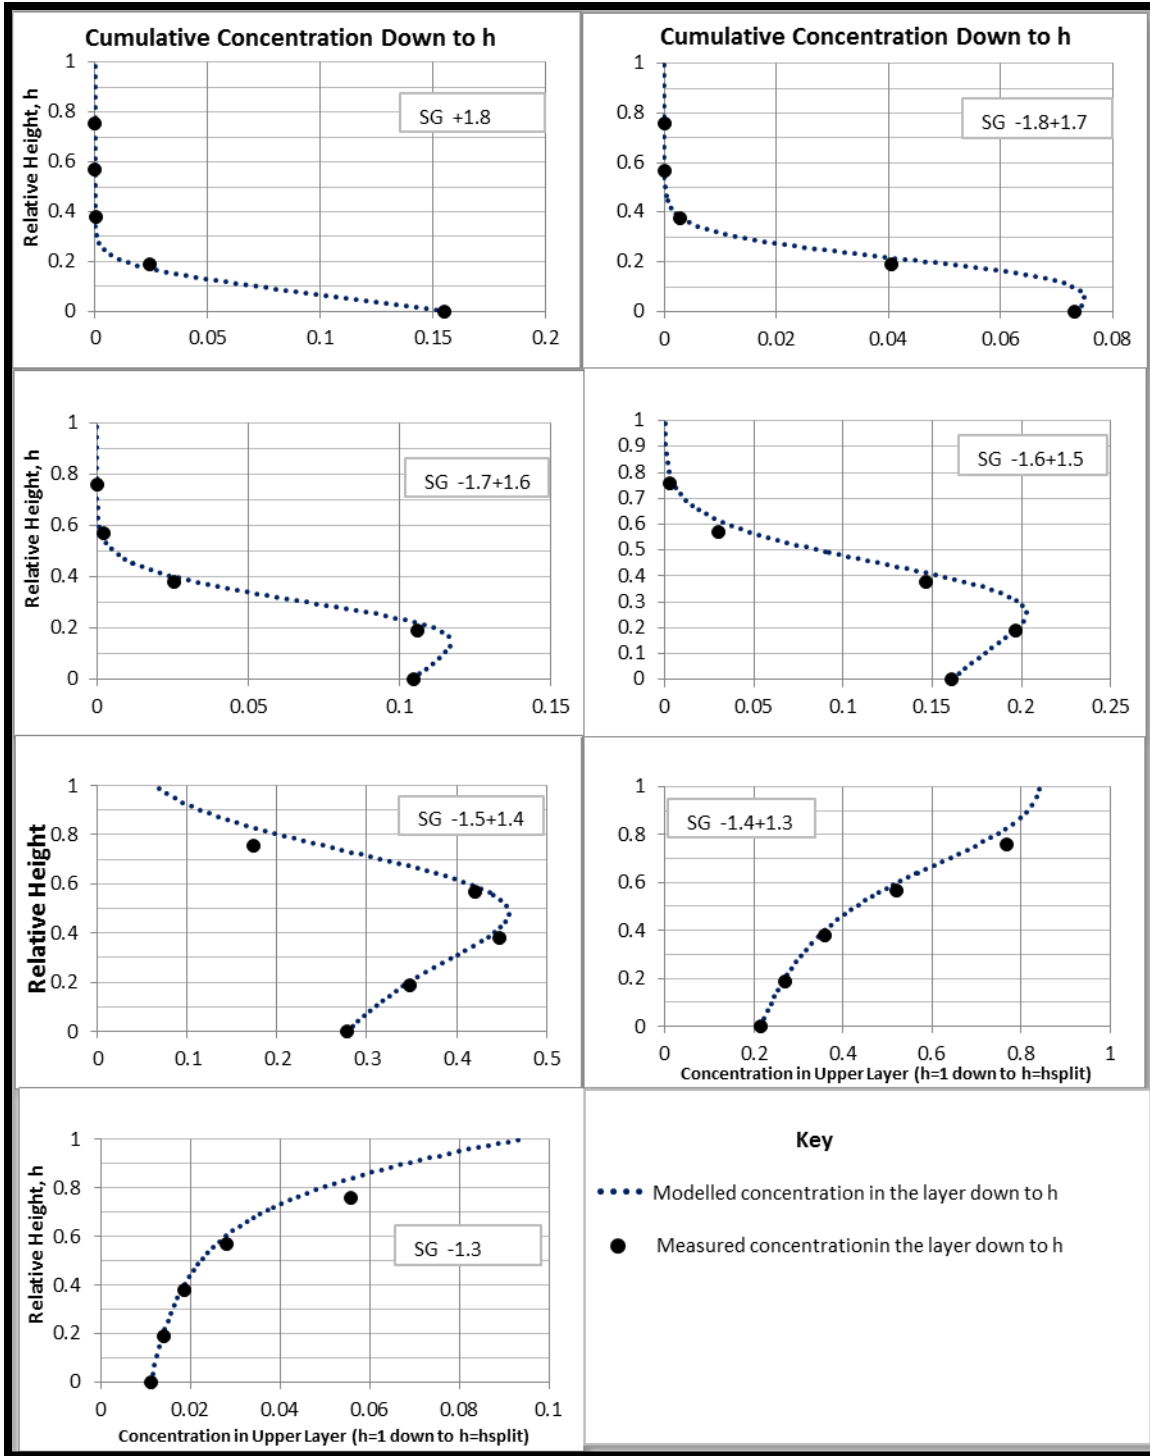 Cumulative Concentration Down to h
Relative Height, h
1
0.8
0.6
0.4
0.2
0
SG +1.8
0 0.05 0.1 0.15 0.2
Cumulative Concentration Down to h
1
0.8
0.6
0.4
0.2
0
SG -1.8+1.7
0 0.02 0.04 0.06 0.08
Relative Height, h
1
0.8
0.6
0.4
0.2
0
SG -1.7+1.6
0 0.05 0.1 0.15
1
0.9
0.8
0.7
0.6
0.5
0.4
0.3
0.2
0.1
0
SG -1.6+1.5
0 0.05 0.1 0.15 0.2 0.25
Relative Height
1
0.8
0.6
0.4
0.2
0
SG -1.5+1.4
0 0.1 0.2 0.3 0.4 0.5
1
0.8
0.6
0.4
0.2
0
SG -1.4+1.3
0 0.2 0.4 0.6 0.8 1
Concentration in Upper Layer (h=1 down to h=hsplit)
Relative Height, h
1
0.8
0.6
0.4
0.2
0
SG -1.3
0 0.02 0.04 0.06 0.08 0.1
Concentration in Upper Layer (h=1 down to h=hsplit)
Key
Modelled concentration in the layer down to h
Measured concentrationin the layer down to h